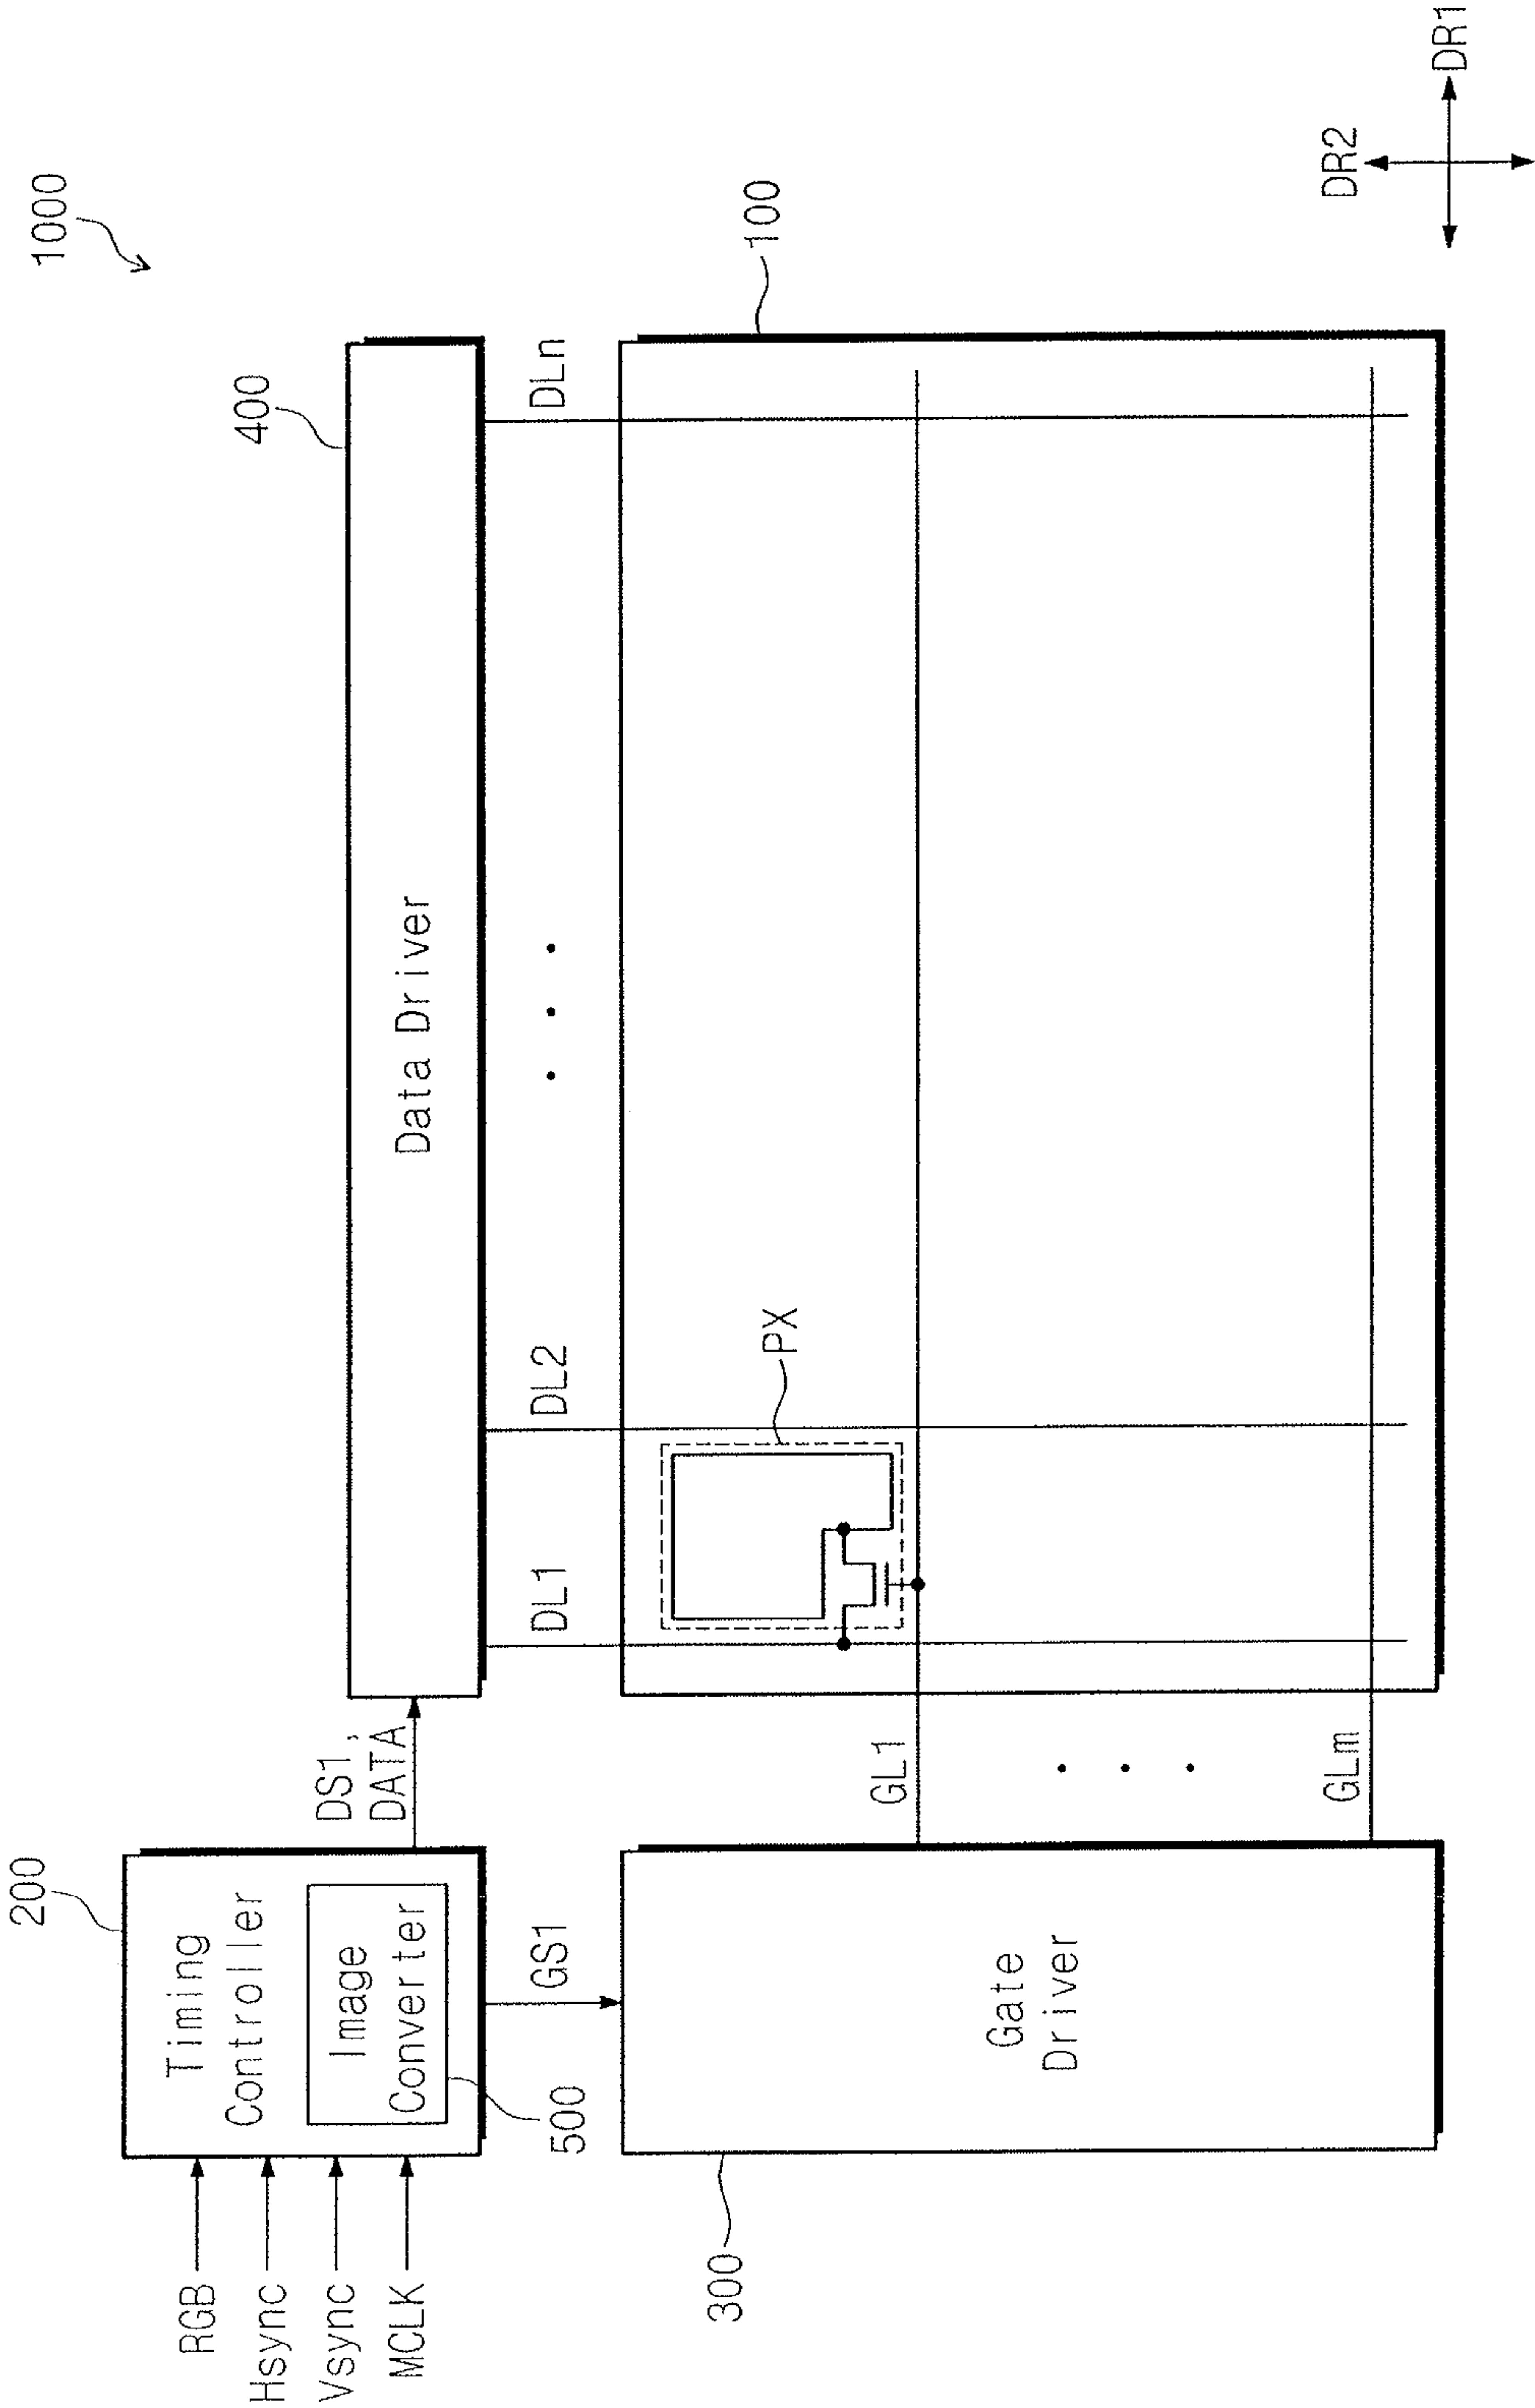 1000
200
400
RGB
Hsync
Vsync
MCLK
Timing
Controller
Image
Converter
500
DS1,
DATA
Data Driver
GS1
DL1
DL2
DLn
100
PX
300
Gate
Driver
GL1
GLm
DR2
DR1